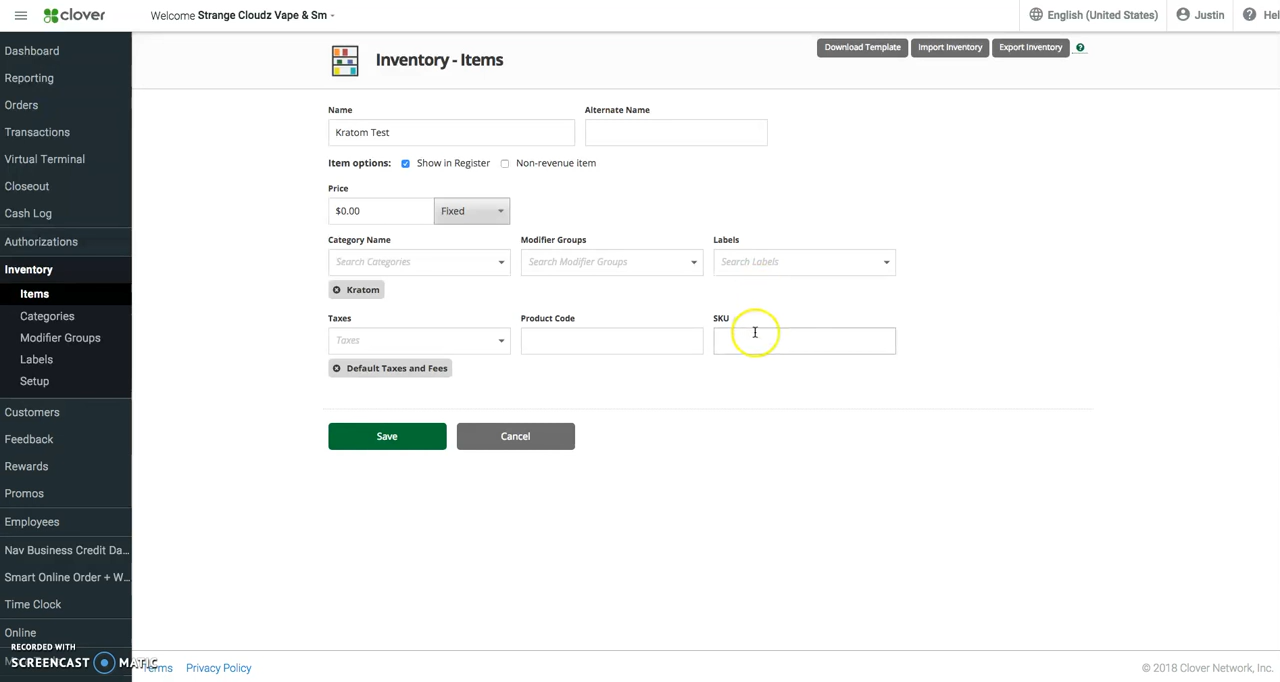 clover
Welcome Strange Cloudz Vape & Sm
English (United States)
Justin
Hel
Dashboard
Reporting
Orders
Transactions
Virtual Terminal
Closeout
Cash Log
Authorizations
Inventory
Items
Categories
Modifier Groups
Labels
Setup
Customers
Feedback
Rewards
Promos
Employees
Nav Business Credit Da...
Smart Online Order + W...
Time Clock
Online
Inventory - Items
Download Template
Import Inventory
Export Inventory
?
Name
Alternate Name
Kratom Test
Item options: Show in Register Non-revenue item
Price
$0.00 Fixed
Category Name Modifier Groups Labels
Search Categories Search Modifier Groups Search Labels
Kratom
Taxes Product Code SKU
Taxes
Default Taxes and Fees
Save Cancel
RECORDED WITH
SCREENCAST MATIC
Terms Privacy Policy
© 2018 Clover Network, Inc.